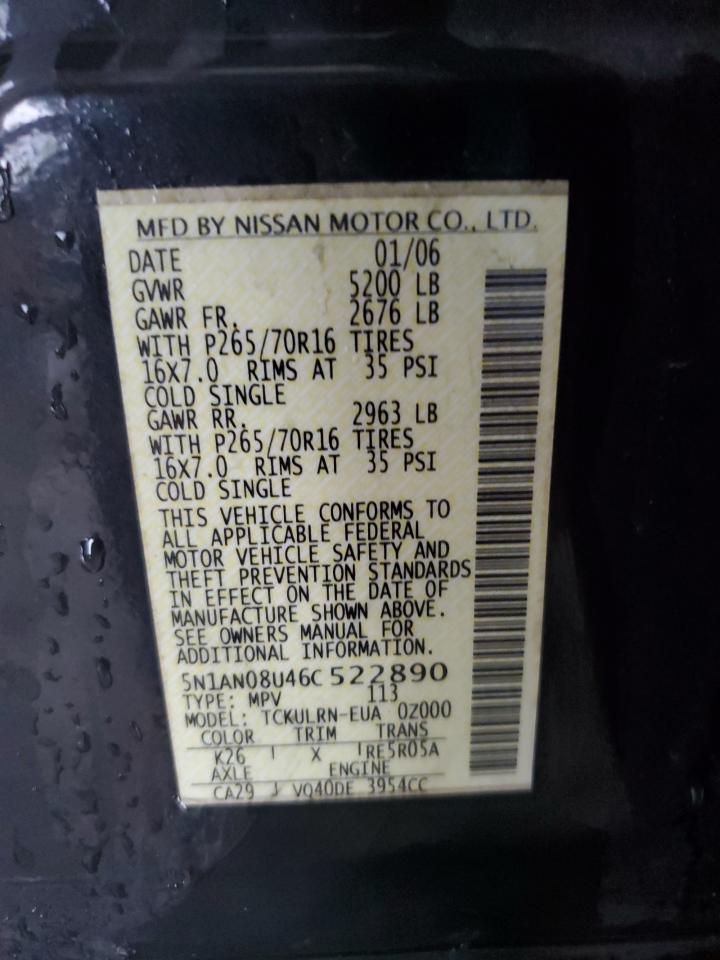 MFD BY NISSAN MOTOR CO., LTD.
DATE 01/06
GVWR 5200 LB
GAWR FR. 2676 LB
WITH P265/70R16 TIRES
16X7.0 RIMS AT 35 PSI
COLD SINGLE
GAWR RR. 2963 LB
WITH P265/70R16 TIRES
16X7.0 RIMS AT 35 PSI
COLD SINGLE
THIS VEHICLE CONFORMS TO
ALL APPLICABLE FEDERAL
MOTOR VEHICLE SAFETY AND
THEFT PREVENTION STANDARDS
IN EFFECT ON THE DATE OF
MANUFACTURE SHOWN ABOVE.
SEE OWNERS MANUAL FOR
ADDITIONAL INFORMATION.
5N1AN08U46C522890
TYPE: MPV 113
MODEL: TCKULRN-EUA 0Z000
COLOR TRIM TRANS
K26 X RE5R05A
AXLE ENGINE
CA29 VQ40DE 3954CC